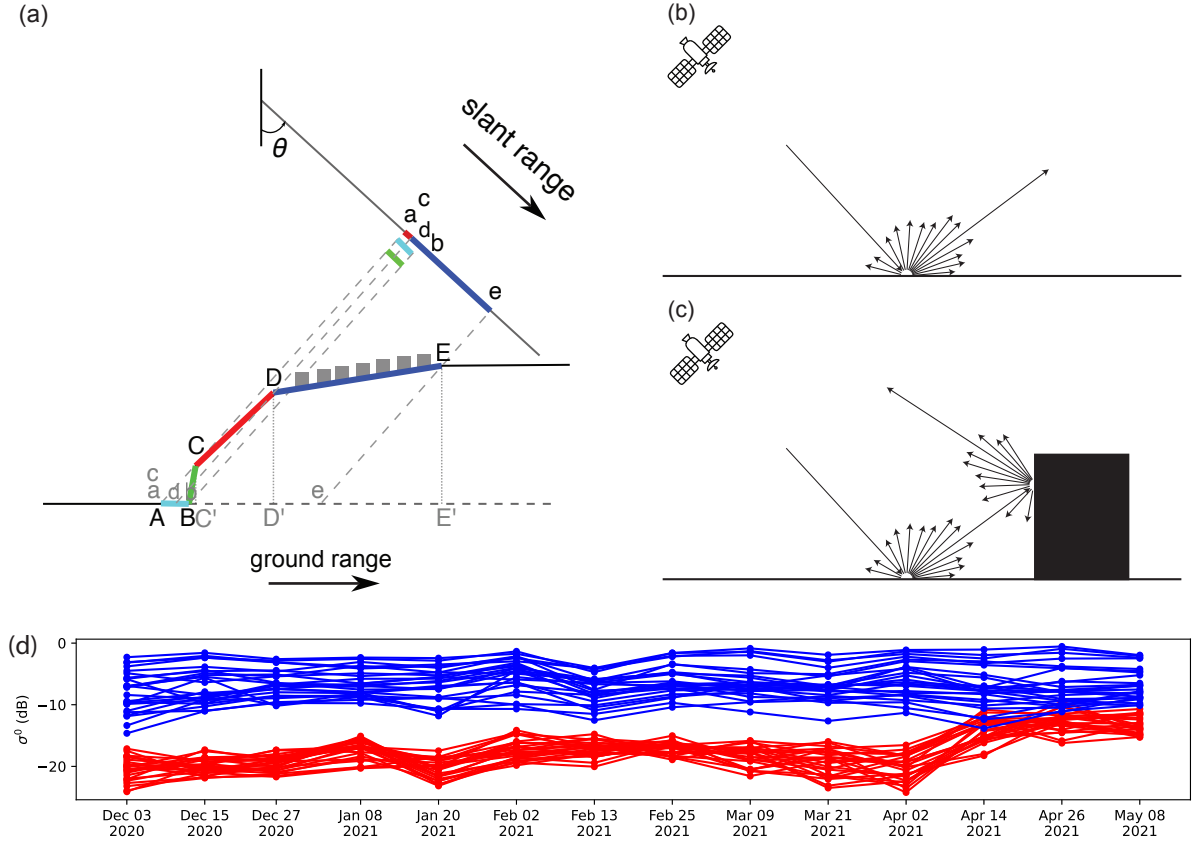 (a)
θ
slant range
a
c
d
b
e
D
E
C
c
a
d
b
e
A
B
C'
D'
E'
ground range
(b)
(c)
(d)
σ⁰ (dB)
0
−10
−20
Dec 03
2020
Dec 15
2020
Dec 27
2020
Jan 08
2021
Jan 20
2021
Feb 02
2021
Feb 13
2021
Feb 25
2021
Mar 09
2021
Mar 21
2021
Apr 02
2021
Apr 14
2021
Apr 26
2021
May 08
2021